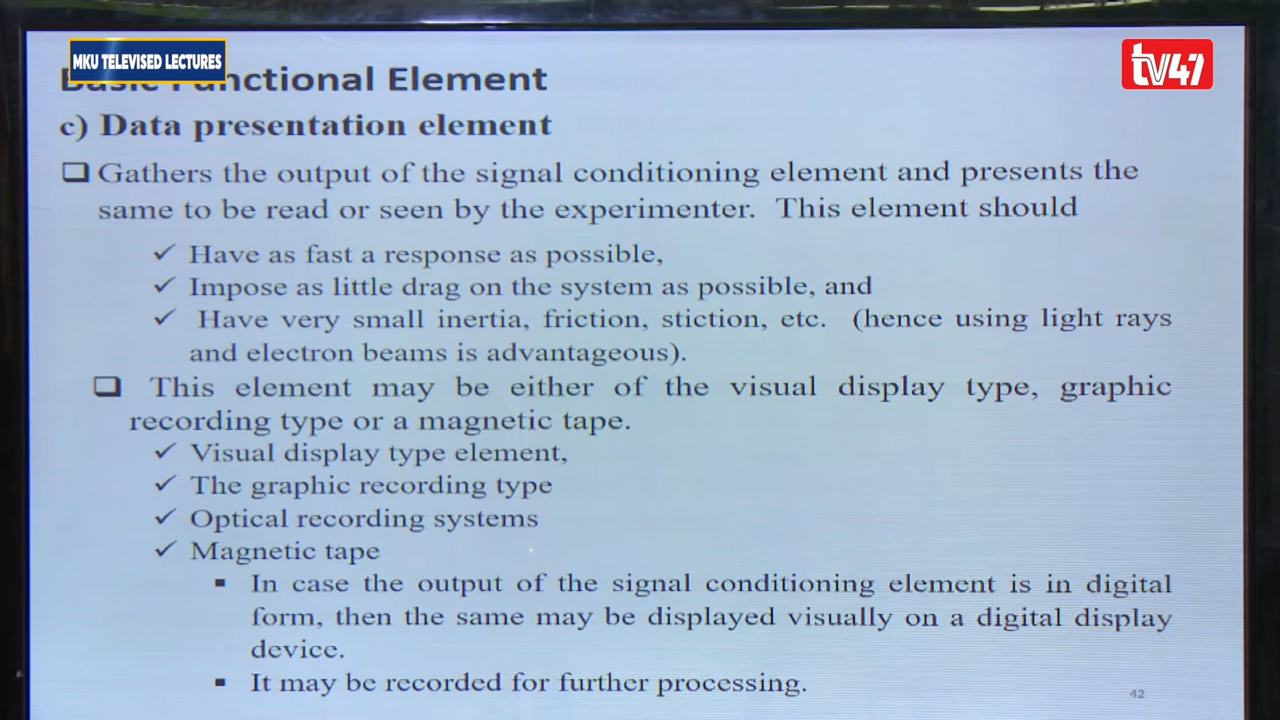 MKU TELEVISED LECTURES
tv47
Basic Functional Element
c) Data presentation element
❑ Gathers the output of the signal conditioning element and presents the
same to be read or seen by the experimenter. This element should
✓ Have as fast a response as possible,
✓ Impose as little drag on the system as possible, and
✓ Have very small inertia, friction, stiction, etc. (hence using light rays
and electron beams is advantageous).
❑ This element may be either of the visual display type, graphic
recording type or a magnetic tape.
✓ Visual display type element,
✓ The graphic recording type
✓ Optical recording systems
✓ Magnetic tape
▪ In case the output of the signal conditioning element is in digital
form, then the same may be displayed visually on a digital display
device.
▪ It may be recorded for further processing.
42